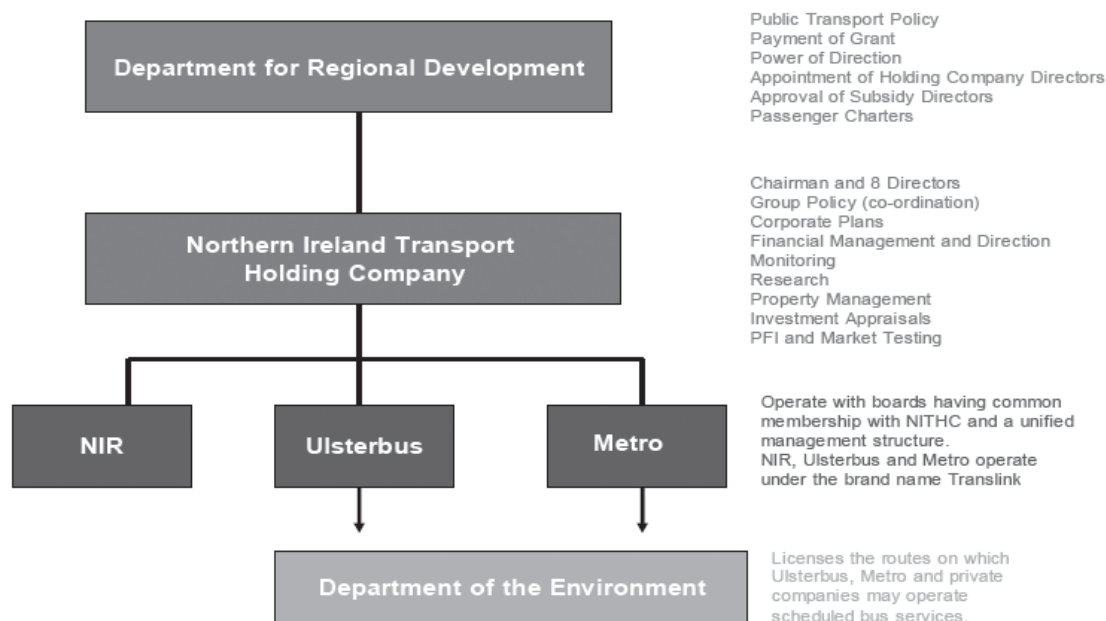 Department for Regional Development
Public Transport Policy
Payment of Grant
Power of Direction
Appointment of Holding Company Directors
Approval of Subsidy Directors
Passenger Charters
Northern Ireland Transport
Holding Company
Chairman and 8 Directors
Group Policy (co-ordination)
Corporate Plans
Financial Management and Direction
Monitoring
Research
Property Management
Investment Appraisals
PFI and Market Testing
NIR
Ulsterbus
Metro
Operate with boards having common
membership with NITHC and a unified
management structure.
NIR, Ulsterbus and Metro operate
under the brand name Translink
Department of the Environment
Licenses the routes on which
Ulsterbus, Metro and private
companies may operate
scheduled bus services.